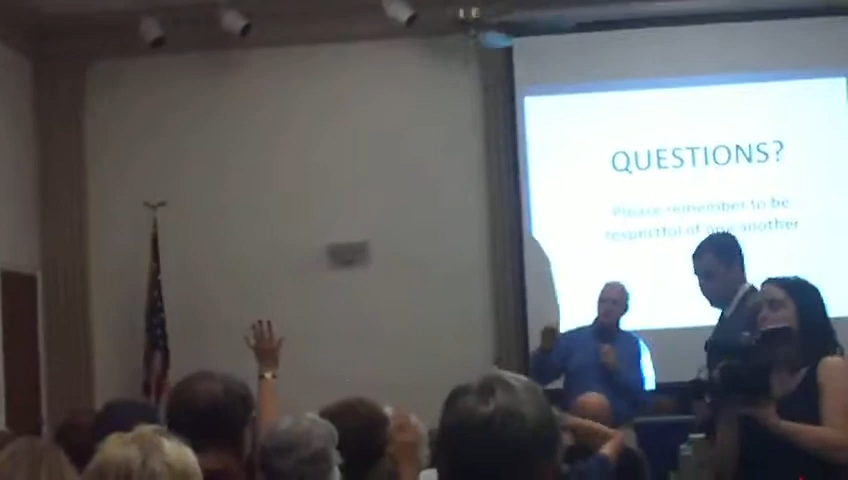 QUESTIONS?
Please remember to be
respectful of one another